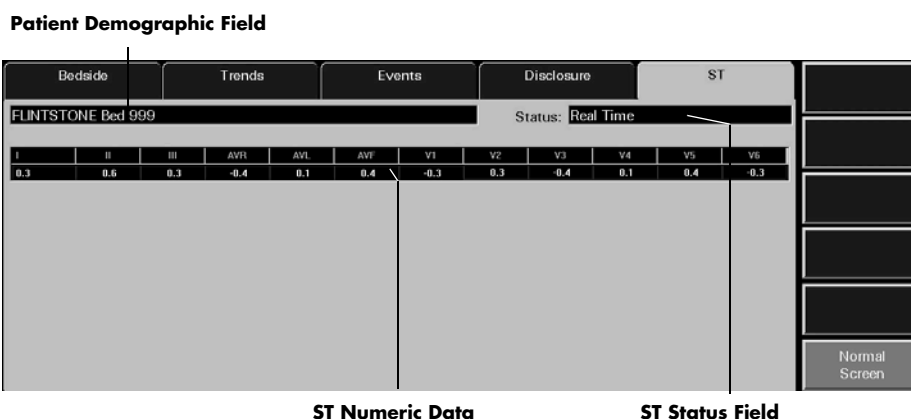 Patient Demographic Field
Bedside Trends Events Disclosure ST
FLINTSTONE Bed 999 Status: Real Time
I II III AVR AVL AVF V1 V2 V3 V4 V5 V6
0.3 0.6 0.3 -0.4 0.1 0.4 -0.3 0.3 -0.4 0.1 0.4 -0.3
Normal
Screen
ST Numeric Data ST Status Field